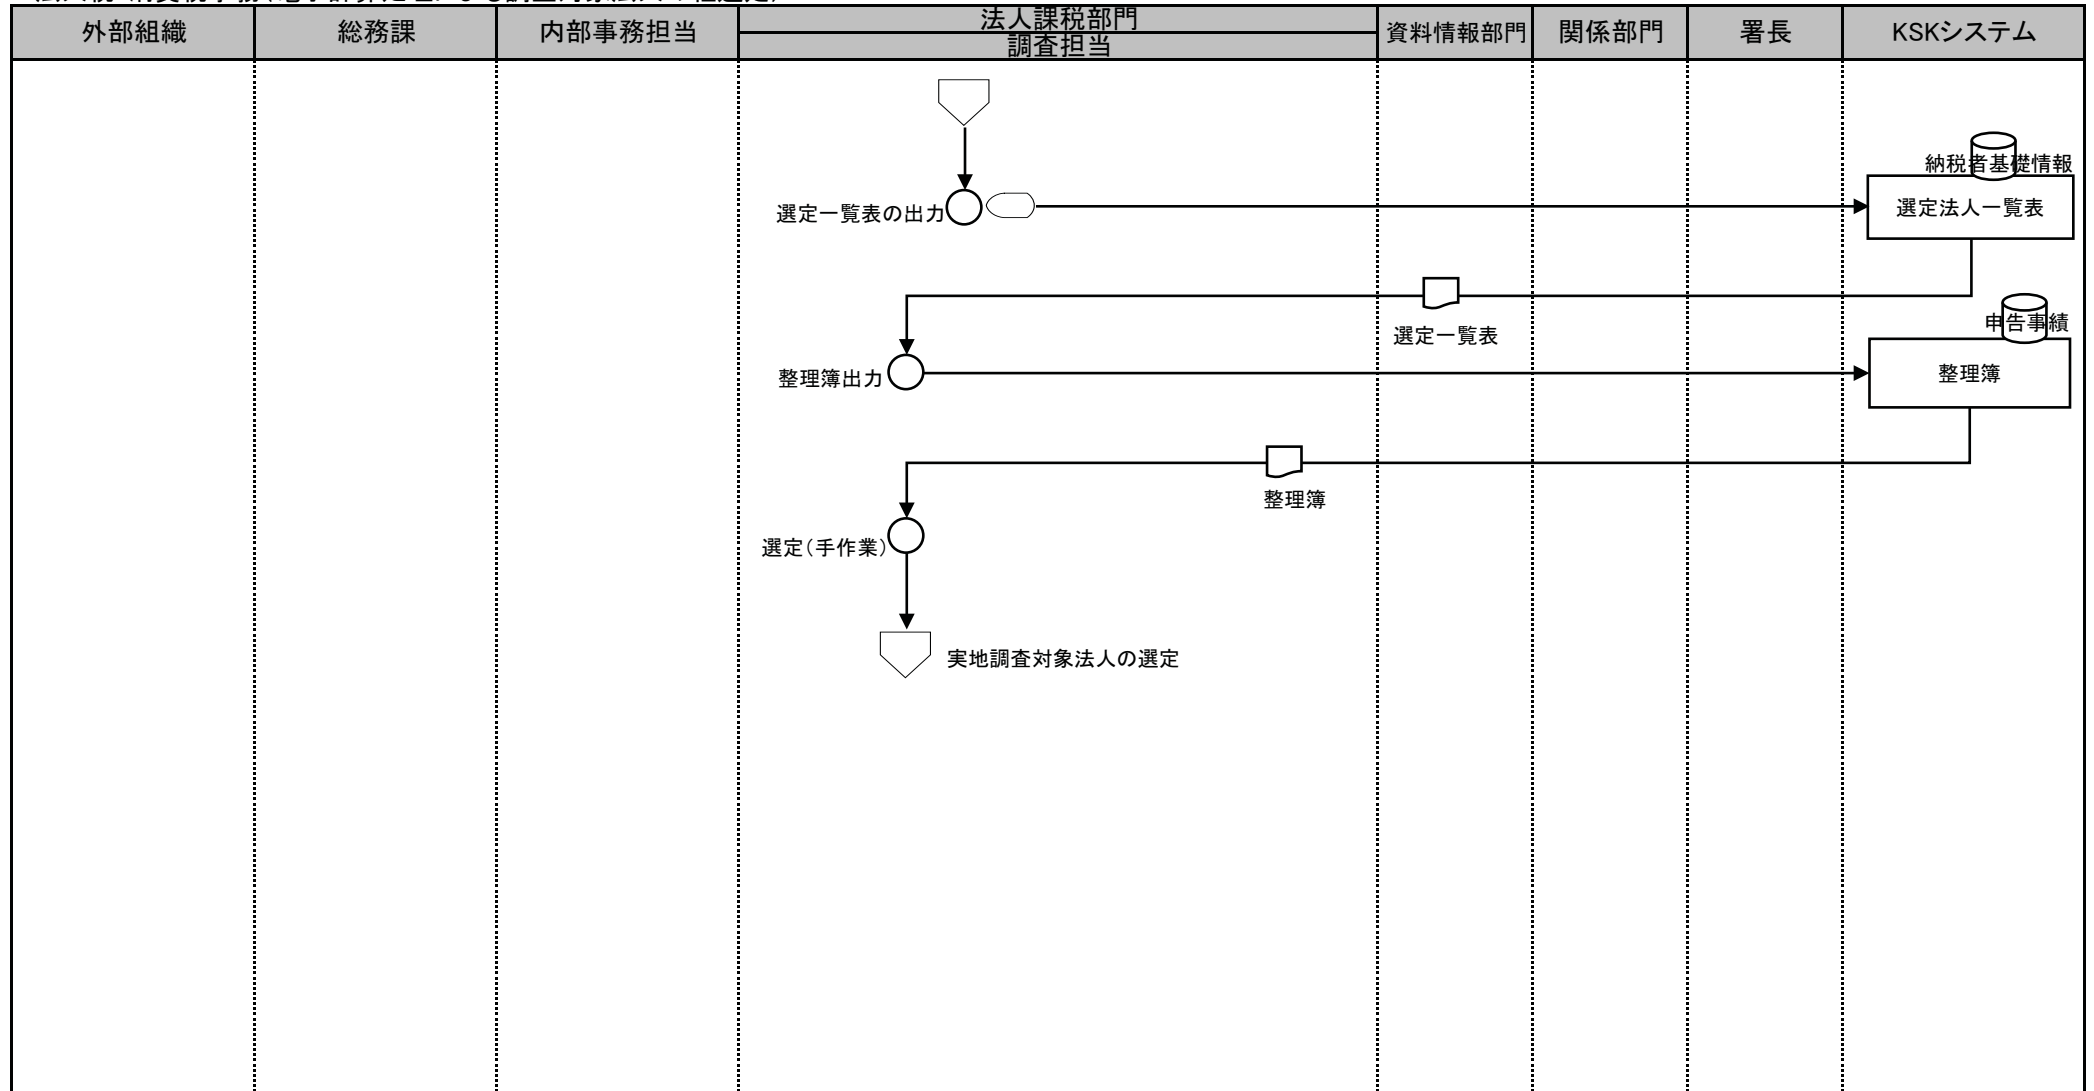 外部組織
総務課
内部事務担当
法人課税部門
調査担当
資料情報部門
関係部門
署長
KSKシステム
納税者基礎情報
選定一覧表の出力
選定法人一覧表
申告事績
選定一覧表
整理簿出力
整理簿
整理簿
選定(手作業)
実地調査対象法人の選定